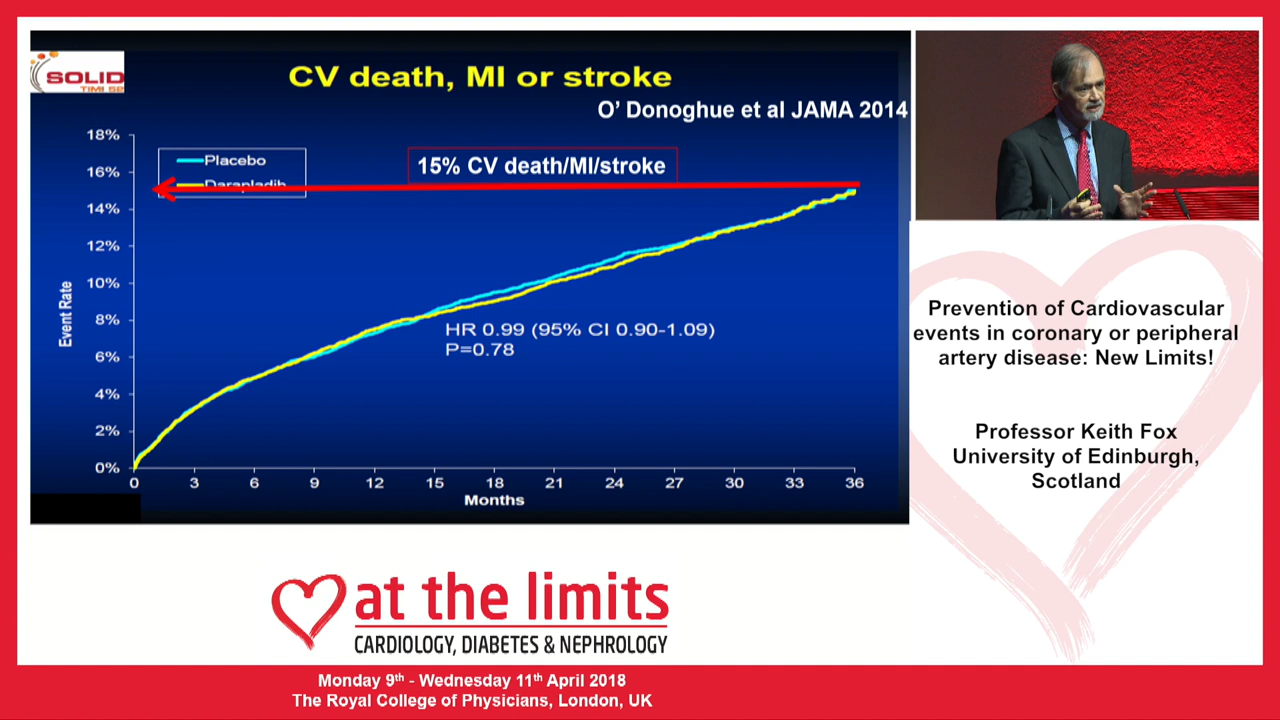 SOLID
TIMI 52
CV death, MI or stroke
O' Donoghue et al JAMA 2014
18%
16%
14%
12%
10%
8%
6%
4%
2%
0%
Event Rate
Placebo
Darapladib
15% CV death/MI/stroke
HR 0.99 (95% CI 0.90-1.09)
P=0.78
0 3 6 9 12 15 18 21 24 27 30 33 36
Months
Prevention of Cardiovascular
events in coronary or peripheral
artery disease: New Limits!
Professor Keith Fox
University of Edinburgh,
Scotland
at the limits
CARDIOLOGY, DIABETES & NEPHROLOGY
Monday 9th - Wednesday 11th April 2018
The Royal College of Physicians, London, UK